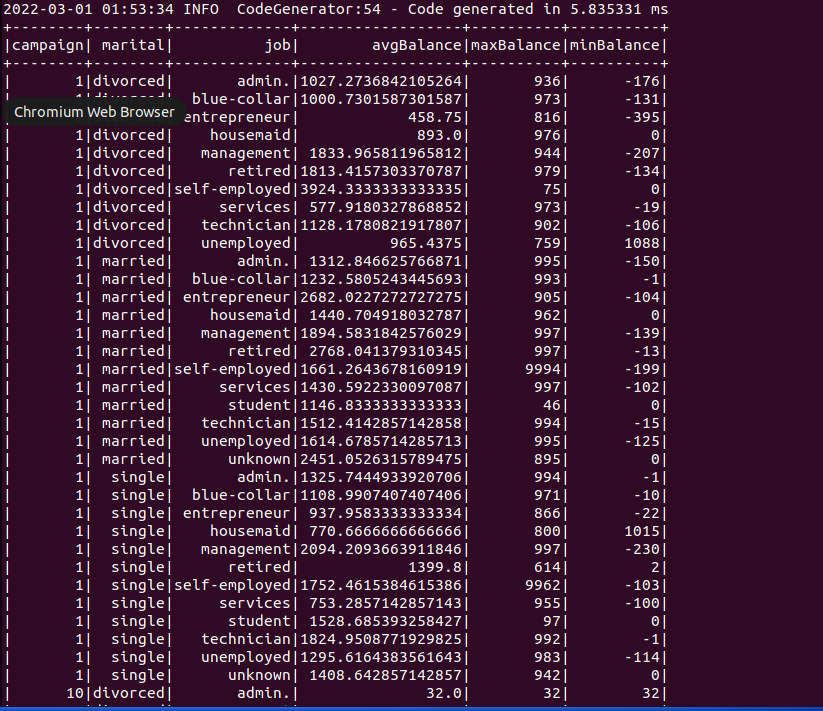 2022-03-01 01:53:34 INFO  CodeGenerator:54 - Code generated in 5.835331 ms
+--------+--------+-------------+------------------+----------+----------+
|campaign| marital|          job|        avgBalance|maxBalance|minBalance|
+--------+--------+-------------+------------------+----------+----------+
|       1|divorced|       admin.|1027.2736842105264|       936|      -176|
|       1|divorced|  blue-collar|1000.7301587301587|       973|      -131|
Chromium Web Browser
entrepreneur|            458.75|       816|      -395|
|       1|divorced|    housemaid|             893.0|       976|         0|
|       1|divorced|   management| 1833.965811965812|       944|      -207|
|       1|divorced|      retired|1813.4157303370787|       979|      -134|
|       1|divorced|self-employed|3924.3333333333335|        75|         0|
|       1|divorced|     services| 577.9180327868852|       973|       -19|
|       1|divorced|   technician|1128.1780821917807|       902|      -106|
|       1|divorced|   unemployed|          965.4375|       759|      1088|
|       1| married|       admin.| 1312.846625766871|       995|      -150|
|       1| married|  blue-collar|1232.5805243445693|       993|        -1|
|       1| married| entrepreneur|2682.0227272727275|       905|      -104|
|       1| married|    housemaid| 1440.704918032787|       962|         0|
|       1| married|   management|1894.5831842576029|       997|      -139|
|       1| married|      retired| 2768.041379310345|       997|       -13|
|       1| married|self-employed|1661.2643678160919|      9994|      -199|
|       1| married|     services|1430.5922330097087|       997|      -102|
|       1| married|      student|1146.8333333333333|        46|         0|
|       1| married|   technician|1512.4142857142858|       994|       -15|
|       1| married|   unemployed|1614.6785714285713|       995|      -125|
|       1| married|      unknown|2451.0526315789475|       895|         0|
|       1|  single|       admin.|1325.7444933920706|       994|        -1|
|       1|  single|  blue-collar|1108.9907407407406|       971|       -10|
|       1|  single| entrepreneur| 937.9583333333334|       866|       -22|
|       1|  single|    housemaid| 770.6666666666666|       800|      1015|
|       1|  single|   management|2094.2093663911846|       997|      -230|
|       1|  single|      retired|            1399.8|       614|         2|
|       1|  single|self-employed|1752.4615384615386|      9962|      -103|
|       1|  single|     services| 753.2857142857143|       955|      -100|
|       1|  single|      student| 1528.685393258427|        97|         0|
|       1|  single|   technician|1824.9508771929825|       992|        -1|
|       1|  single|   unemployed|1295.6164383561643|       983|      -114|
|       1|  single|      unknown| 1408.642857142857|       942|         0|
|      10|divorced|       admin.|              32.0|        32|        32|